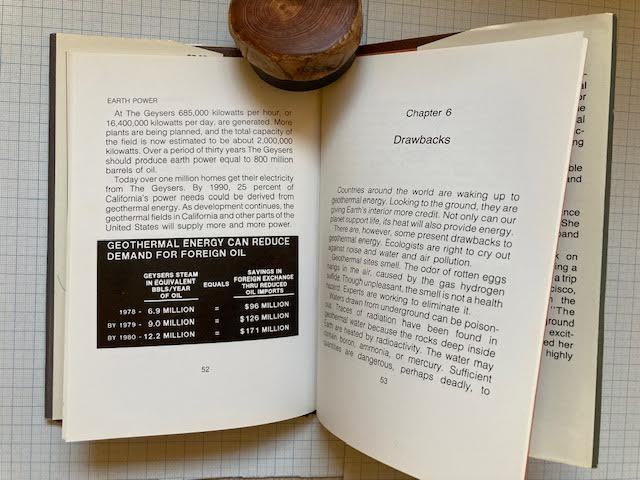 EARTH POWER
At The Geysers 685,000 kilowatts per hour, or
16,400,000 kilowatts per day, are generated. More
plants are being planned, and the total capacity
of the field is now estimated to be about 2,000,000
kilowatts. Over a period of thirty years The Geysers
should produce earth power equal to 800 million
barrels of oil.
Today over one million homes get their electricity
from The Geysers. By 1990, 25 percent of
California's power needs could be derived from
geothermal energy. As development continues, the
geothermal fields in California and other parts of the
United States will supply more and more power.
GEOTHERMAL ENERGY CAN REDUCE
DEMAND FOR FOREIGN OIL
GEYSERS STEAM
IN EQUIVALENT
BBLS/YEAR
OF OIL
EQUALS
SAVINGS IN
FOREIGN EXCHANGE
THRU REDUCED
OIL IMPORTS
1978 - 6.9 MILLION = $96 MILLION
BY 1979 - 9.0 MILLION = $126 MILLION
BY 1980 - 12.2 MILLION = $171 MILLION
52
Chapter 6
Drawbacks
Countries around the world are waking up to
geothermal energy. Looking to the ground, they are
giving Earth's interior more credit. Not only can our
planet support life, its heat will also provide energy.
There are, however, some present drawbacks to
geothermal energy. Ecologists are right to cry out
against noise and water and air pollution.
Geothermal sites smell. The odor of rotten eggs
hangs in the air, caused by the gas hydrogen
sulfide. Though unpleasant, the smell is not a health
hazard. Experts are working to eliminate it.
Waters drawn from underground can be poison-
ous. Traces of radiation have been found in
geothermal water because the rocks deep inside
Earth are heated by radioactivity. The water may
contain boron, ammonia, or mercury. Sufficient
quantities are dangerous, perhaps deadly, to
53